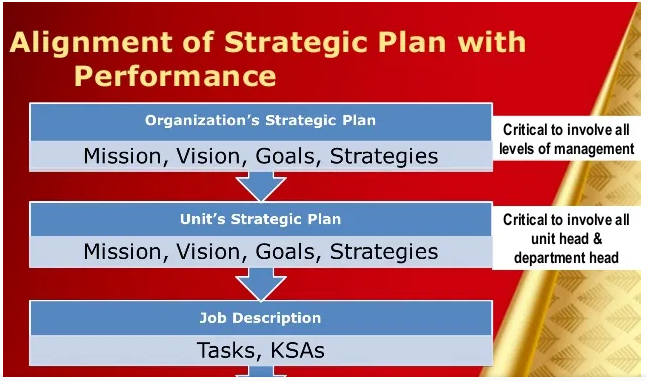 Alignment of Strategic Plan with
Performance
Organization's Strategic Plan
Mission, Vision, Goals, Strategies
Critical to involve all
levels of management
Unit's Strategic Plan
Mission, Vision, Goals, Strategies
Critical to involve all
unit head &
department head
Job Description
Tasks, KSAs